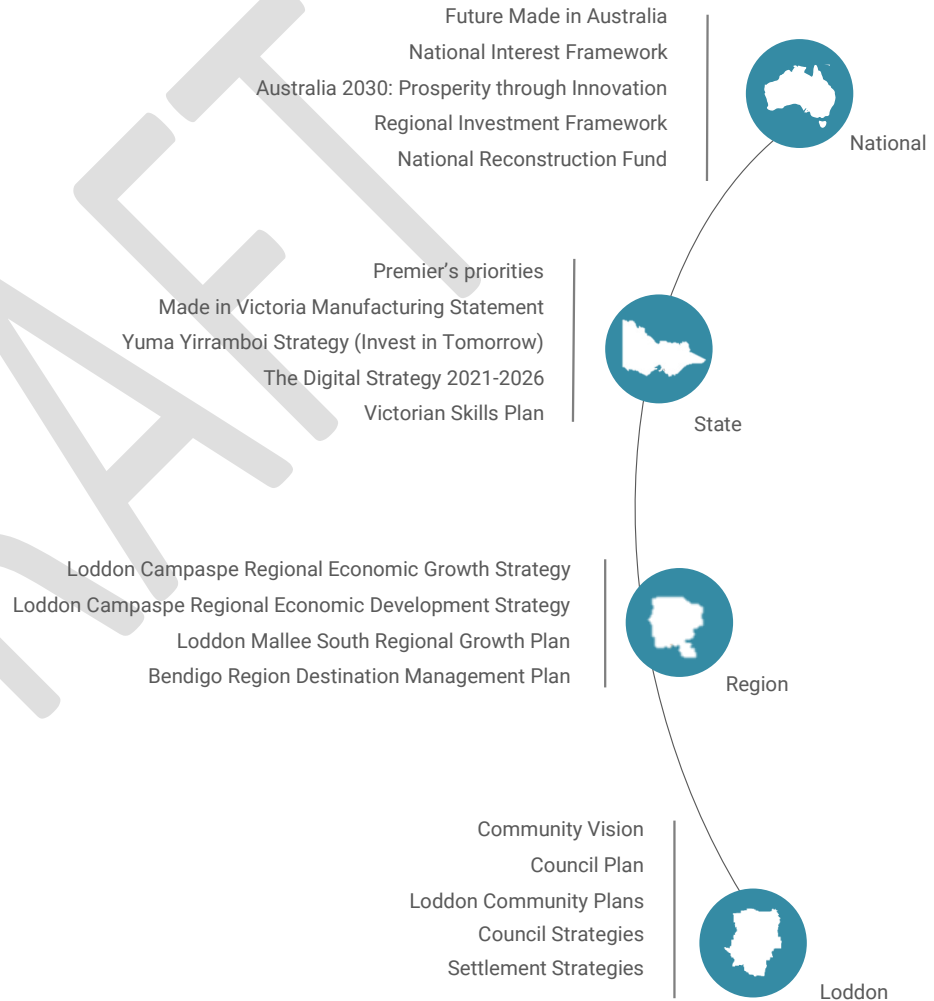 Future Made in Australia
National Interest Framework
Australia 2030: Prosperity through Innovation
Regional Investment Framework
National Reconstruction Fund
National
Premier's priorities
Made in Victoria Manufacturing Statement
Yuma Yirramboi Strategy (Invest in Tomorrow)
The Digital Strategy 2021-2026
Victorian Skills Plan
State
Loddon Campaspe Regional Economic Growth Strategy
Loddon Campaspe Regional Economic Development Strategy
Loddon Mallee South Regional Growth Plan
Bendigo Region Destination Management Plan
Region
Community Vision
Council Plan
Loddon Community Plans
Council Strategies
Settlement Strategies
Loddon
RAFT